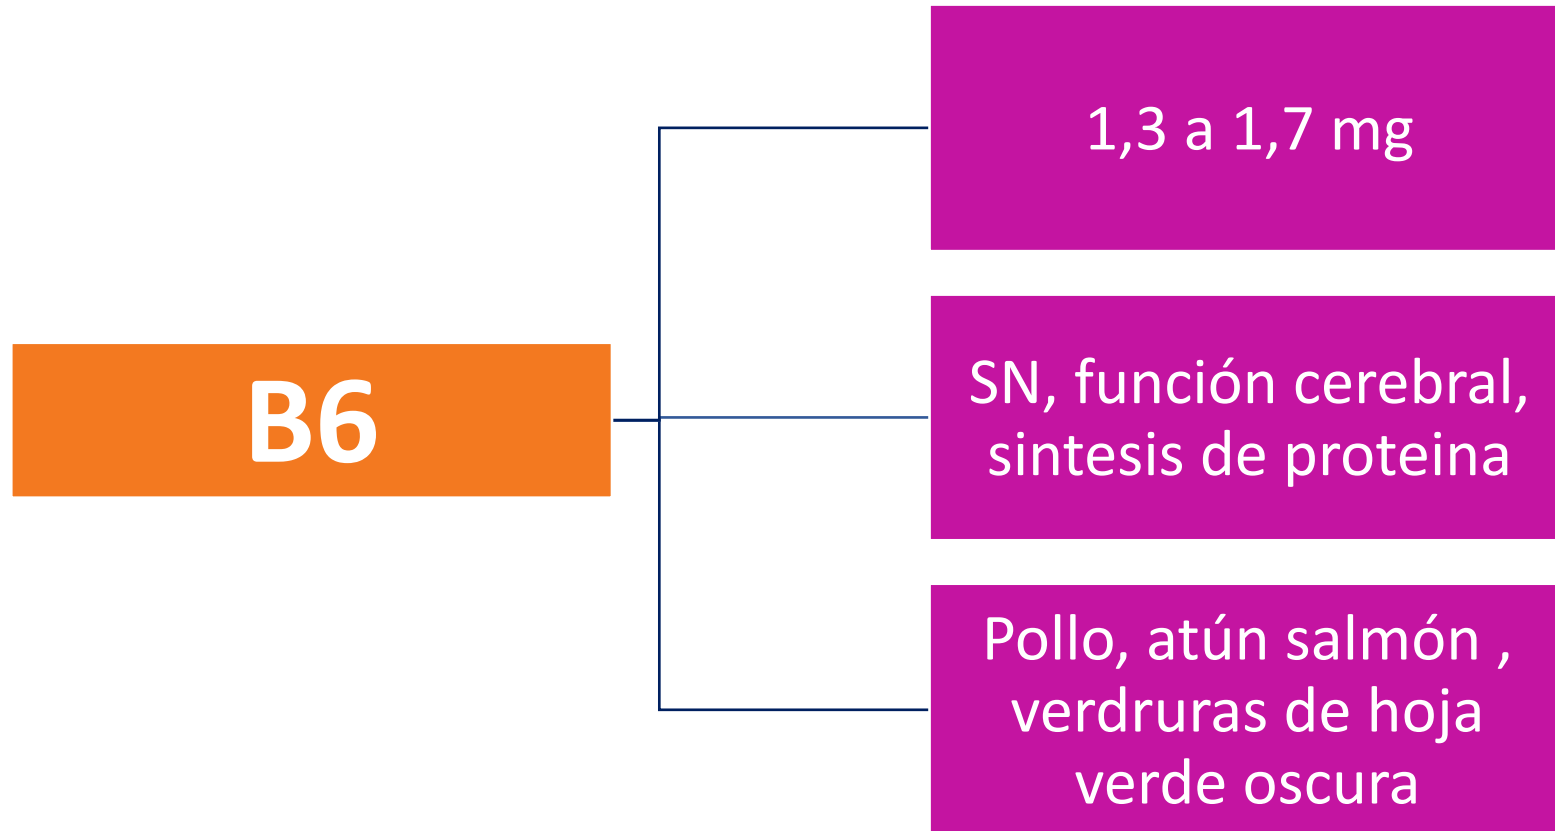 B6
1,3 a 1,7 mg
SN, función cerebral,
sintesis de proteina
Pollo, atún salmón ,
verdruras de hoja
verde oscura